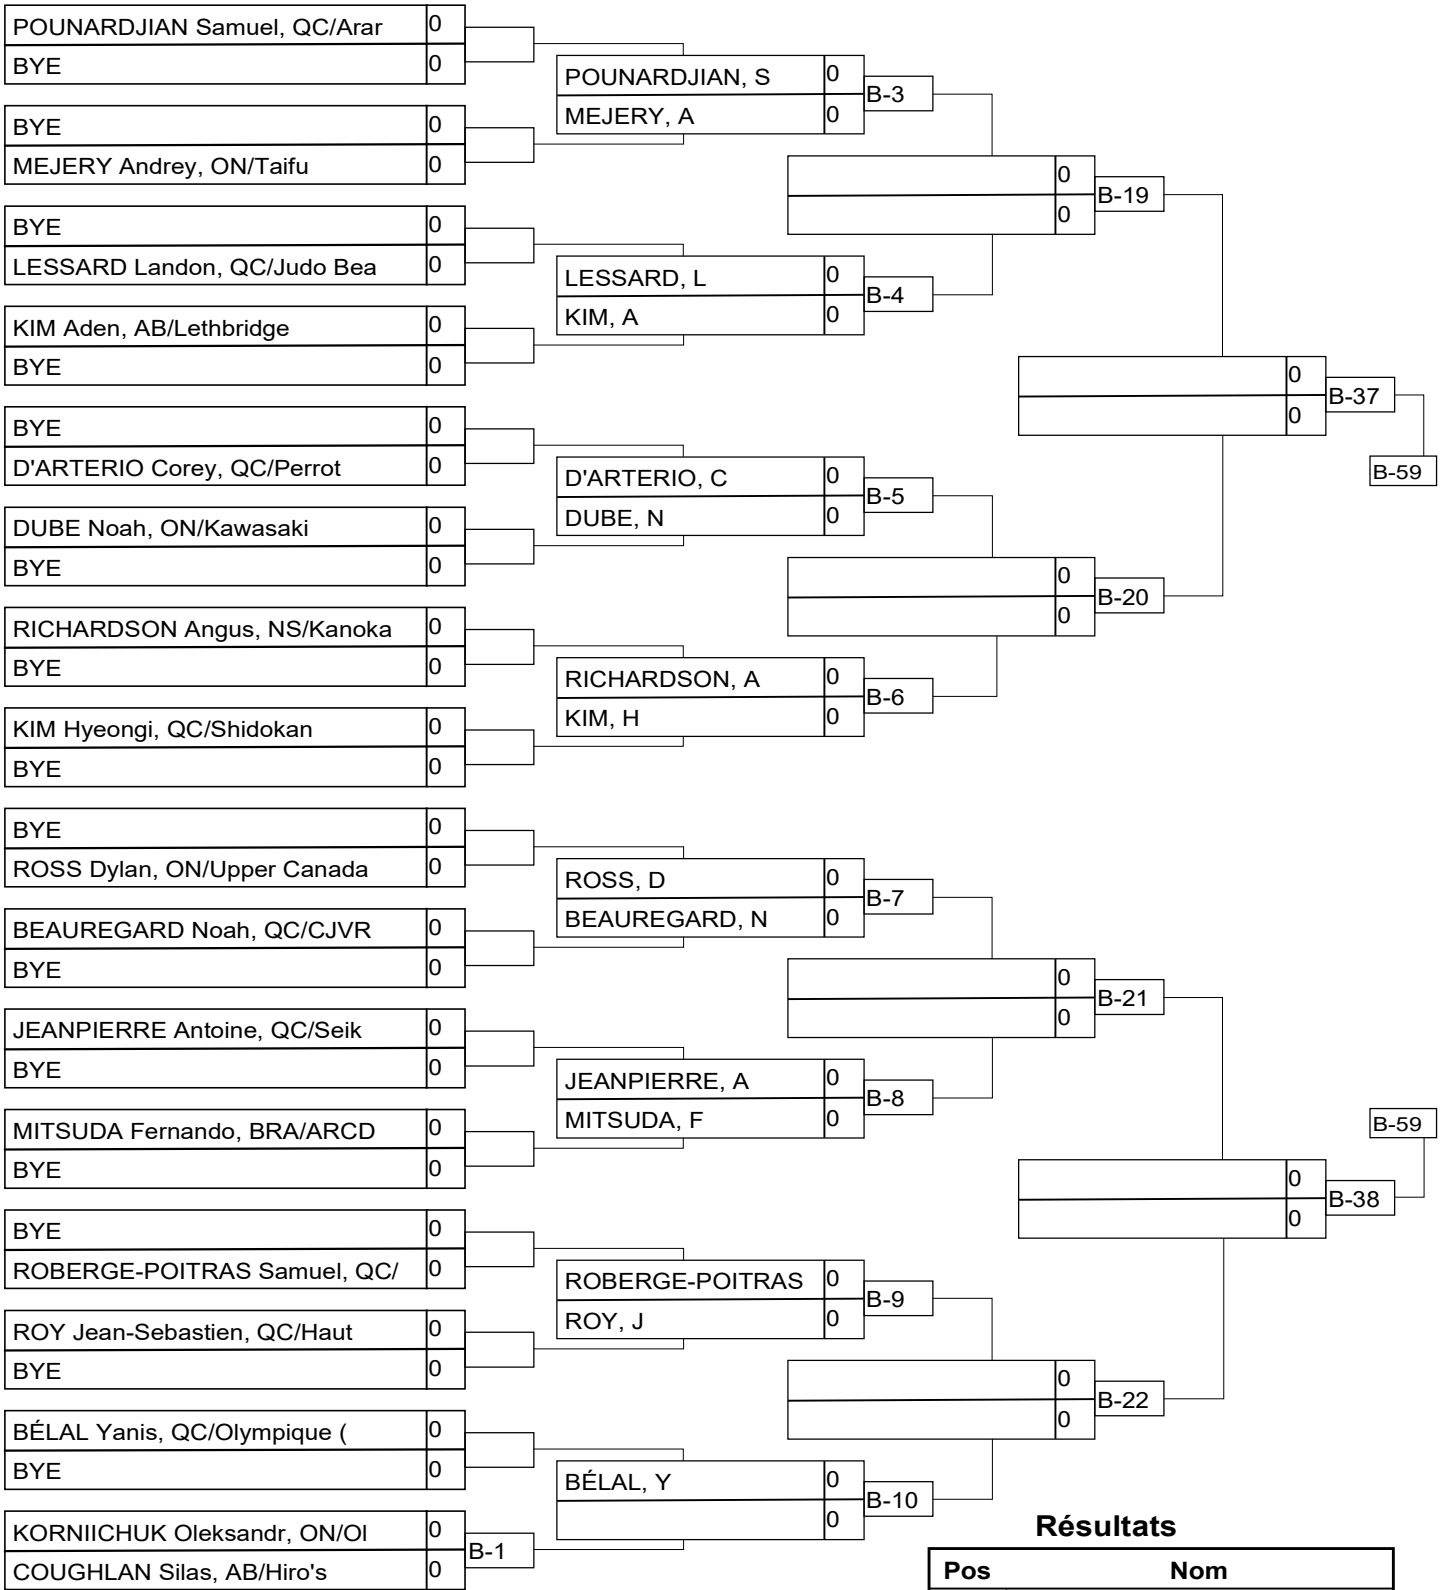 POUNARDJIAN Samuel, QC/Arar 0
BYE 0
BYE 0
MEJERY Andrey, ON/Taifu 0
BYE 0
LESSARD Landon, QC/Judo Bea 0
KIM Aden, AB/Lethbridge 0
BYE 0
BYE 0
D'ARTERIO Corey, QC/Perrot 0
DUBE Noah, ON/Kawasaki 0
BYE 0
RICHARDSON Angus, NS/Kanoka 0
BYE 0
KIM Hyeongi, QC/Shidokan 0
BYE 0
BYE 0
ROSS Dylan, ON/Upper Canada 0
BEAUREGARD Noah, QC/CJVR 0
BYE 0
JEANPIERRE Antoine, QC/Seik 0
BYE 0
MITSUDA Fernando, BRA/ARCD 0
BYE 0
BYE 0
ROBERGE-POITRAS Samuel, QC/ 0
ROY Jean-Sebastien, QC/Haut 0
BYE 0
BÉLAL Yanis, QC/Olympique ( 0
BYE 0
KORNIICHUK Oleksandr, ON/Ol 0
COUGHLAN Silas, AB/Hiro's 0
B-1
POUNARDJIAN, S 0
MEJERY, A 0
B-3
LESSARD, L 0
KIM, A 0
B-4
D'ARTERIO, C 0
DUBE, N 0
B-5
RICHARDSON, A 0
KIM, H 0
B-6
ROSS, D 0
BEAUREGARD, N 0
B-7
JEANPIERRE, A 0
MITSUDA, F 0
B-8
ROBERGE-POITRAS 0
ROY, J 0
B-9
BÉLAL, Y 0
0
B-10
0
0
B-19
0
0
B-20
0
0
B-21
0
0
B-22
0
0
B-37
B-59
B-59
0
0
B-38
Résultats
Pos Nom